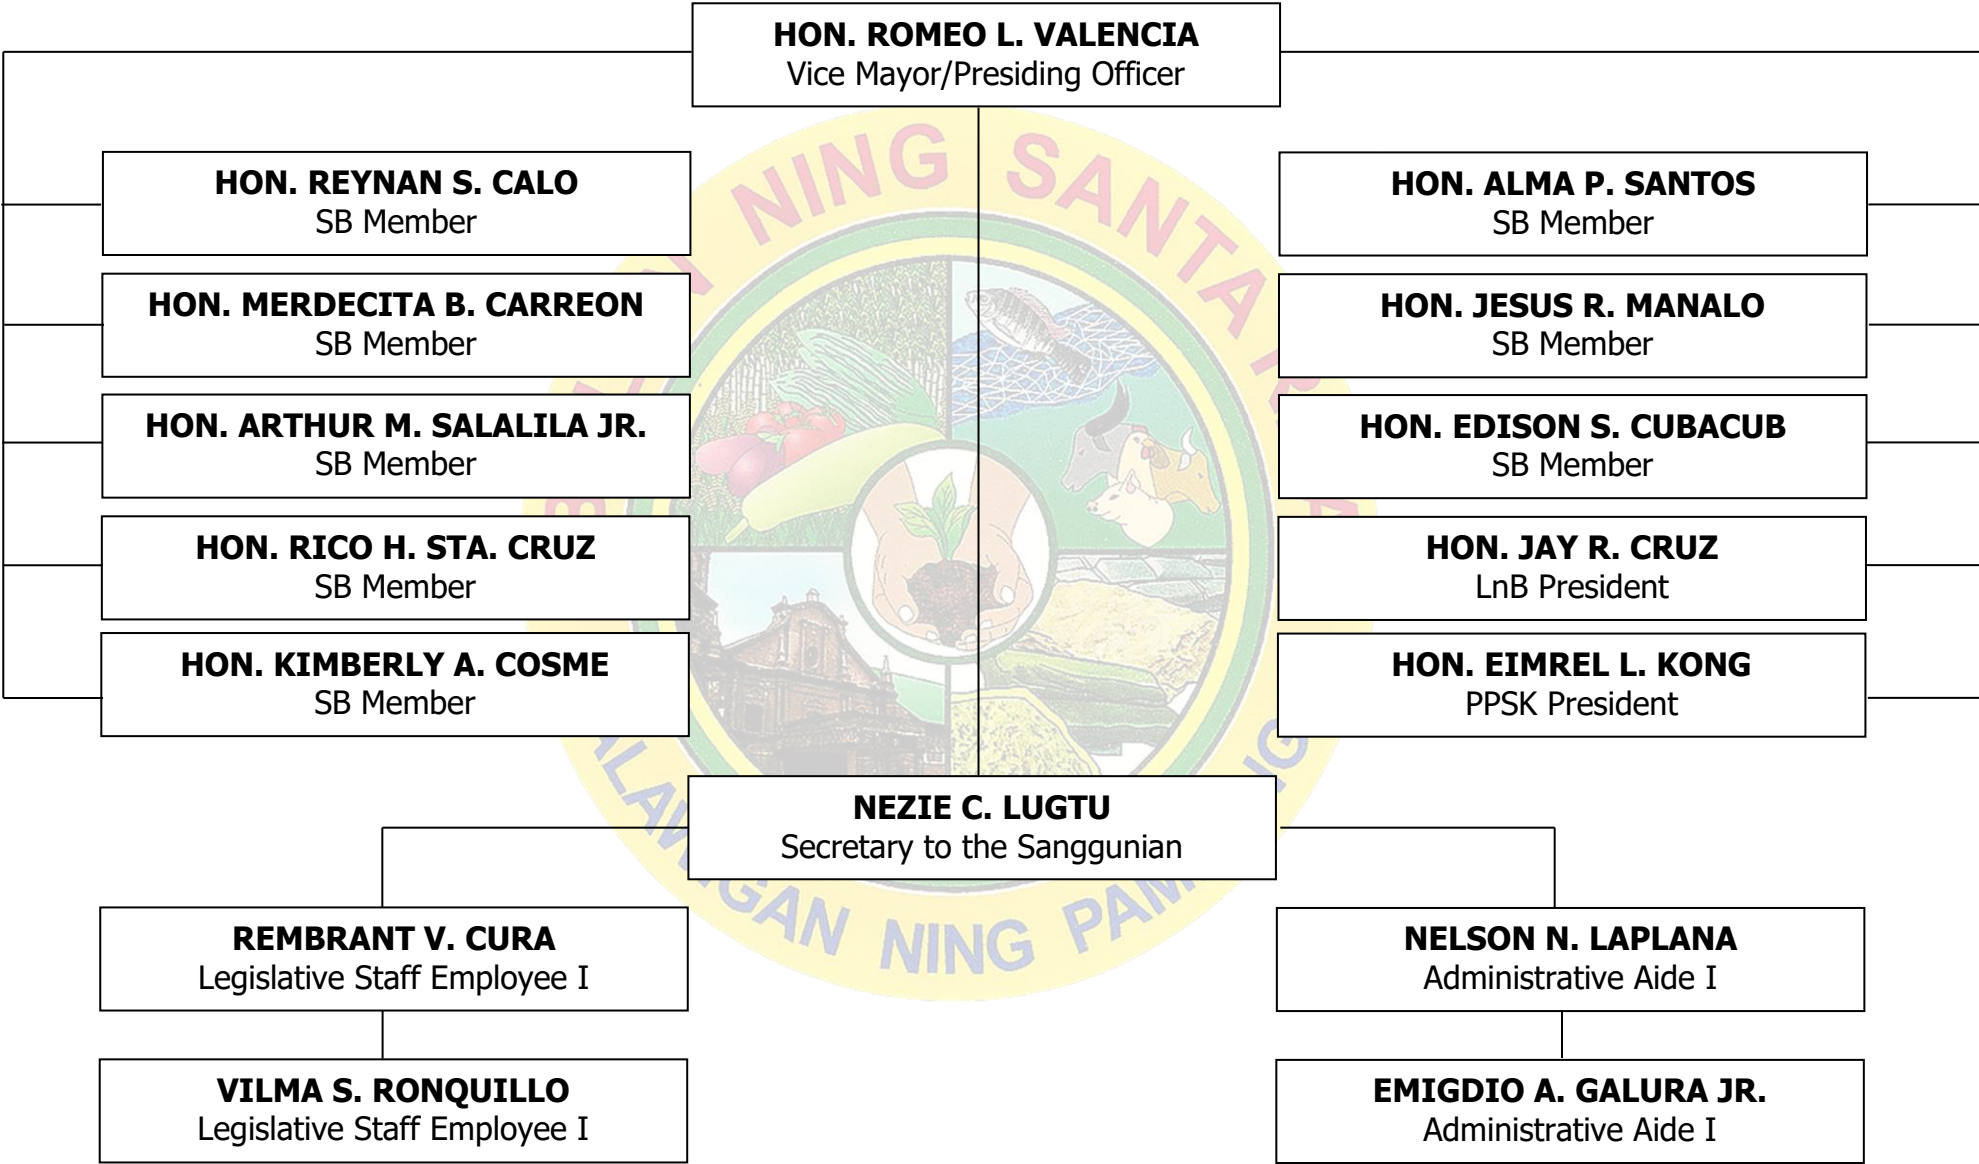 HON. ROMEO L. VALENCIA
Vice Mayor/Presiding Officer
HON. REYNAN S. CALO
SB Member
HON. MERDECITA B. CARREON
SB Member
HON. ARTHUR M. SALALILA JR.
SB Member
HON. RICO H. STA. CRUZ
SB Member
HON. KIMBERLY A. COSME
SB Member
HON. ALMA P. SANTOS
SB Member
HON. JESUS R. MANALO
SB Member
HON. EDISON S. CUBACUB
SB Member
HON. JAY R. CRUZ
LnB President
HON. EIMREL L. KONG
PPSK President
NEZIE C. LUGTU
Secretary to the Sanggunian
REMBRANT V. CURA
Legislative Staff Employee I
VILMA S. RONQUILLO
Legislative Staff Employee I
NELSON N. LAPLANA
Administrative Aide I
EMIGDIO A. GALURA JR.
Administrative Aide I
NING SANTA
NING